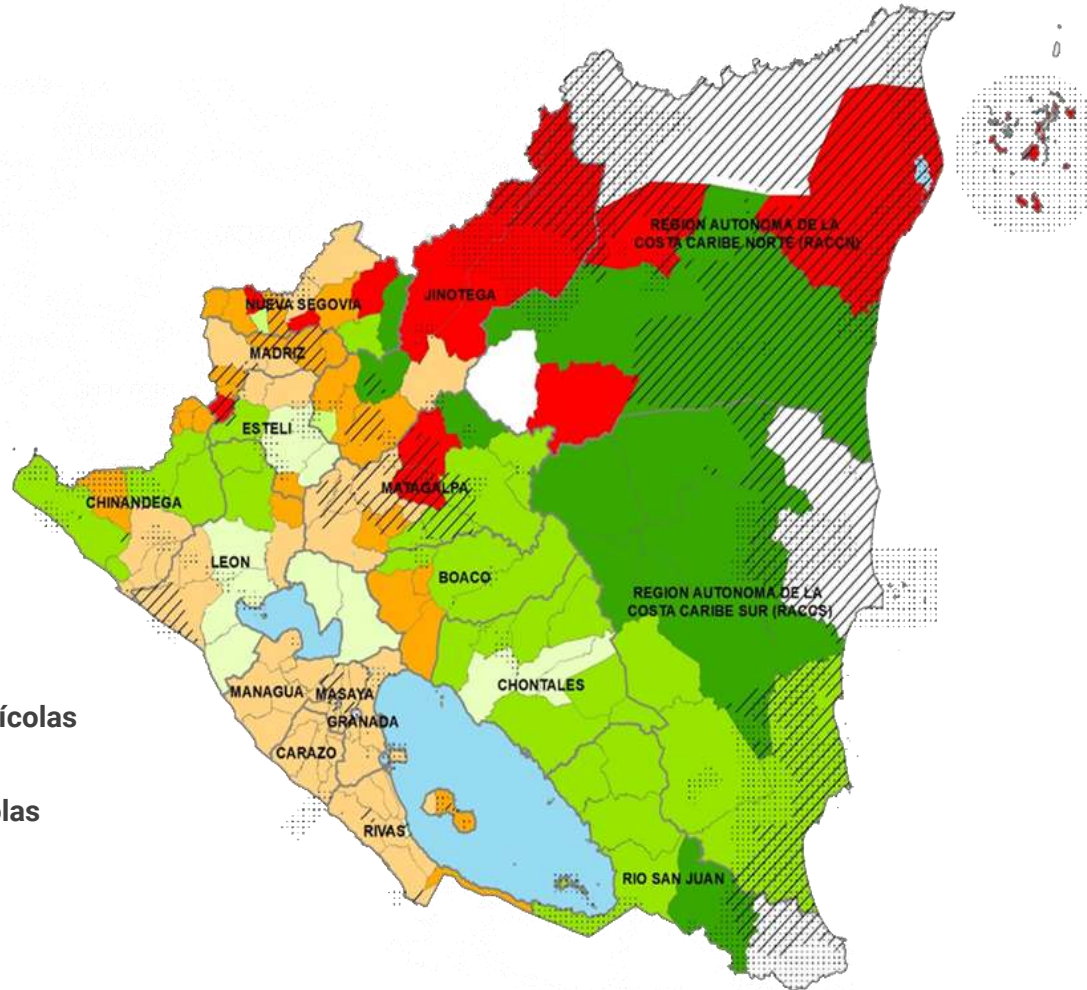 REGION AUTONOMA DE LA
COSTA CARIBE NORTE (RACCN)
JINOTEGA
NUEVA SEGOVIA
MADRIZ
ESTELI
MATAGALPA
CHINANDEGA
LEON
BOACO
REGION AUTONOMA DE LA
COSTA CARIBE SUR (RACCS)
CHONTALES
MANAGUA
MASAYA
GRANADA
ícolas
CARAZO
olas
RIVAS
RIO SAN JUAN